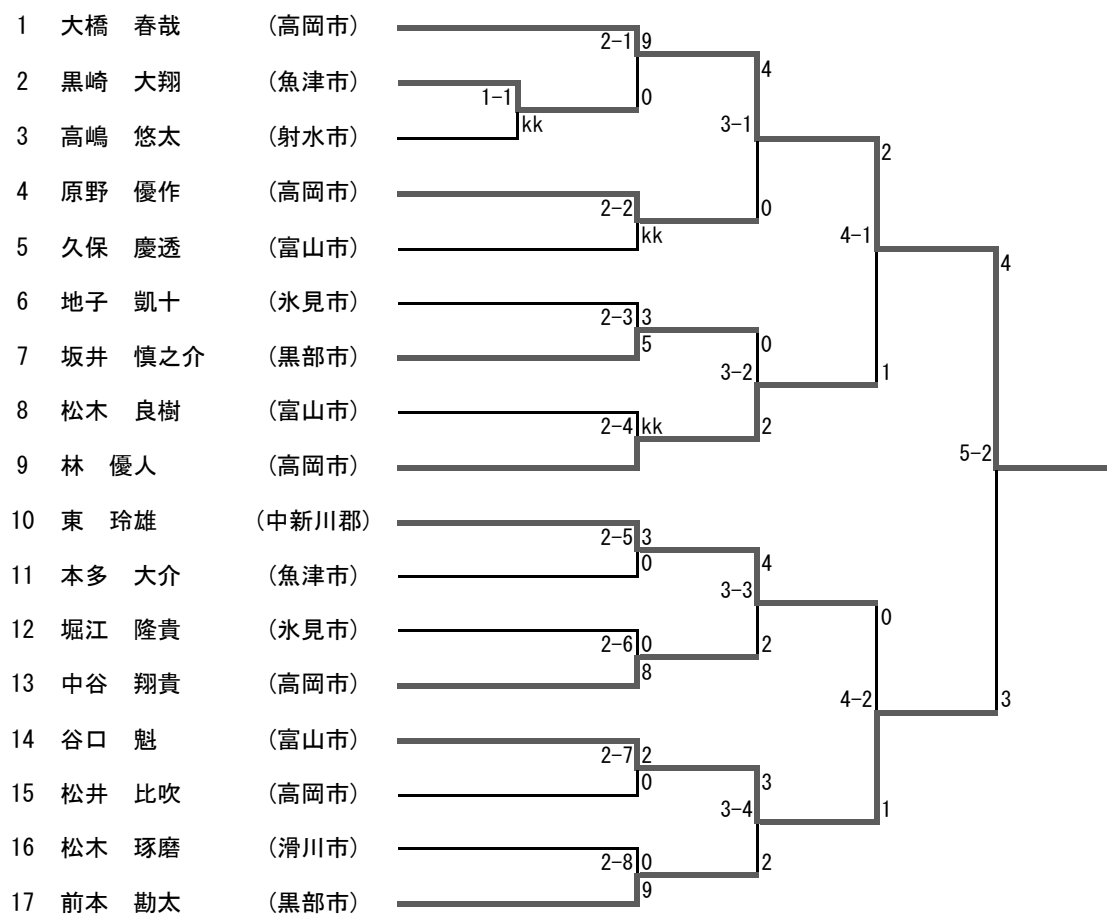 1 大橋 春哉 (高岡市)
2-1 9
4
2 黒崎 大翔 (魚津市)
1-1
0
kk
3-1
3 高嶋 悠太 (射水市)
2
4 原野 優作 (高岡市)
2-2
0
kk
4-1
5 久保 慶透 (富山市)
4
6 地子 凱十 (氷見市)
2-3 3
5
0
7 坂井 慎之介 (黒部市)
3-2
1
8 松木 良樹 (富山市)
2-4 kk
2
5-2
9 林 優人 (高岡市)
10 東 玲雄 (中新川郡)
2-5 3
0
4
11 本多 大介 (魚津市)
3-3
0
12 堀江 隆貴 (氷見市)
2-6 0
2
8
13 中谷 翔貴 (高岡市)
4-2
3
14 谷口 魁 (富山市)
2-7 2
0
3
15 松井 比吹 (高岡市)
3-4
1
16 松木 琢磨 (滑川市)
2-8 0
2
9
17 前本 勘太 (黒部市)